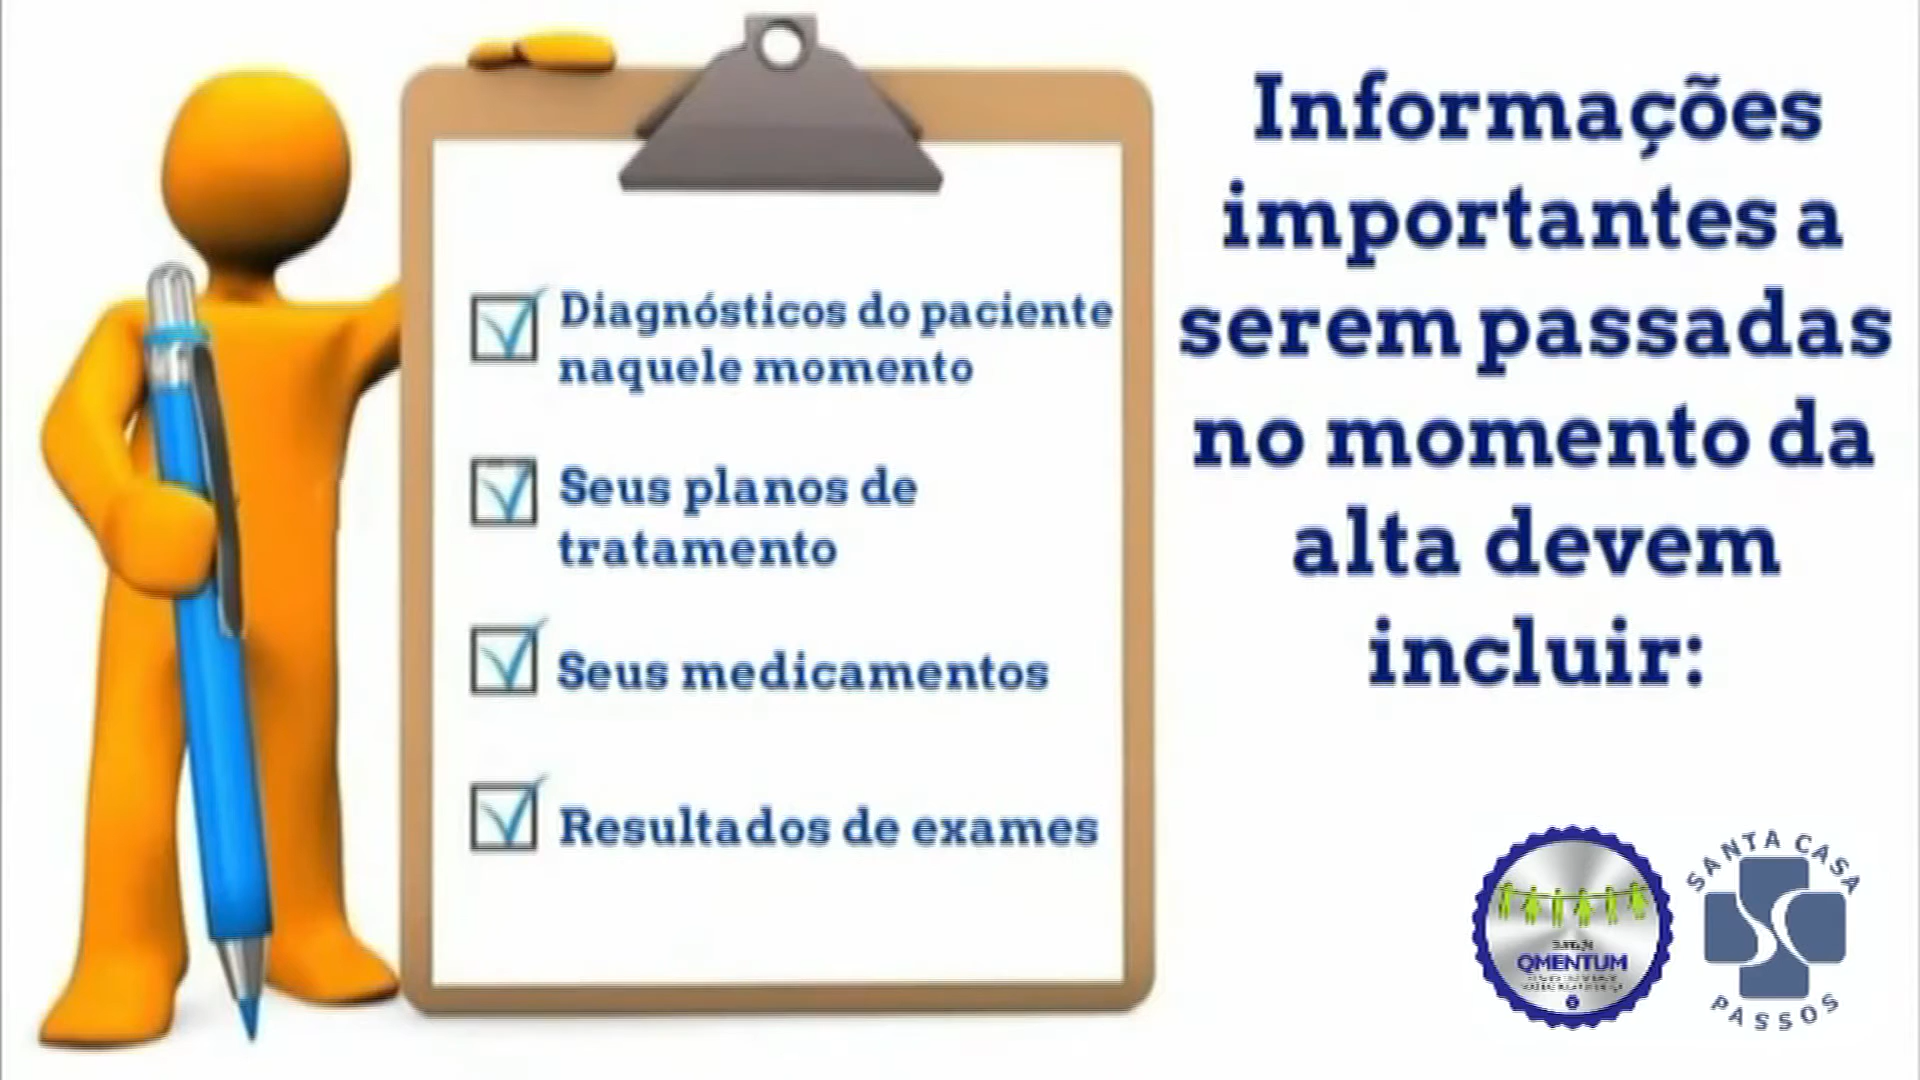 Informações
importantes a
serem passadas
no momento da
alta devem
incluir:
Diagnósticos do paciente
naquele momento
Seus planos de
tratamento
Seus medicamentos
Resultados de exames
QMENTUM
SANTA CASA
PASSOS